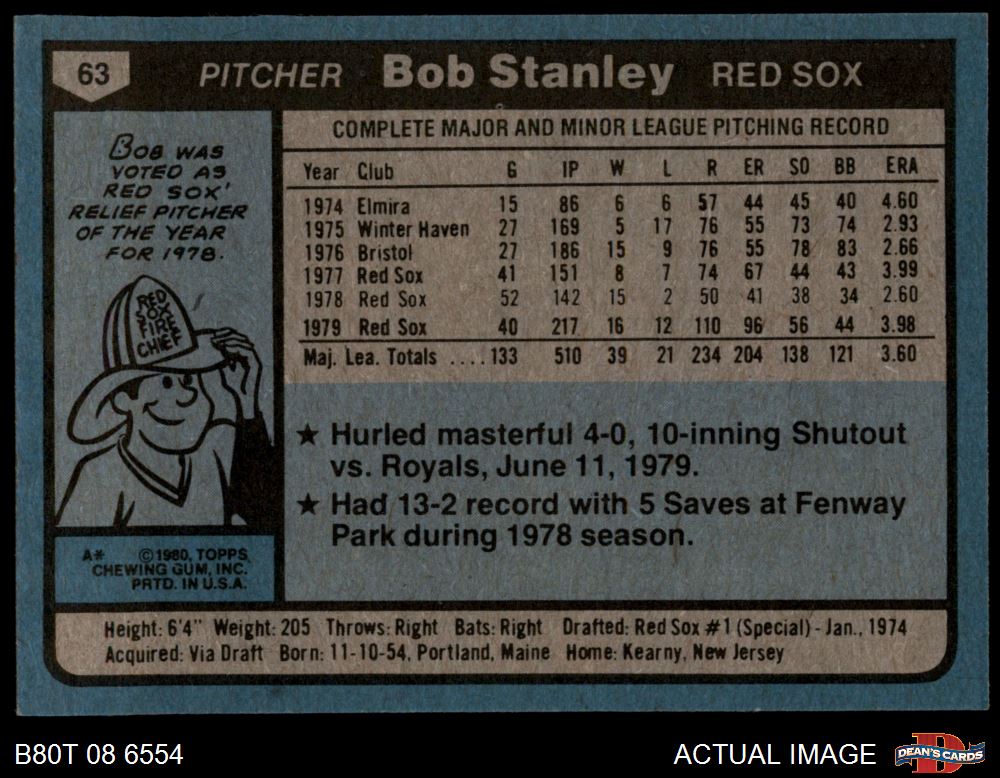 63 PITCHER Bob Stanley RED SOX
BOB WAS
VOTED AS
RED SOX'
RELIEF PITCHER
OF THE YEAR
FOR 1978.
RED
SOX
FIRE
CHIEF
COMPLETE MAJOR AND MINOR LEAGUE PITCHING RECORD
Year Club G IP W L R ER SO BB ERA
1974 Elmira 15 86 6 6 57 44 45 40 4.60
1975 Winter Haven 27 169 5 17 76 55 73 74 2.93
1976 Bristol 27 186 15 9 76 55 78 83 2.66
1977 Red Sox 41 151 8 7 74 67 44 43 3.99
1978 Red Sox 52 142 15 2 50 41 38 34 2.60
1979 Red Sox 40 217 16 12 110 96 56 44 3.98
Maj. Lea. Totals ....133 510 39 21 234 204 138 121 3.60
★ Hurled masterful 4-0, 10-inning Shutout
vs. Royals, June 11, 1979.
★ Had 13-2 record with 5 Saves at Fenway
Park during 1978 season.
A* ©1980, TOPPS
CHEWING GUM, INC.
PRTD. IN U.S.A.
Height: 6'4" Weight: 205 Throws: Right Bats: Right Drafted: Red Sox #1 (Special) - Jan., 1974
Acquired: Via Draft Born: 11-10-54, Portland, Maine Home: Kearny, New Jersey
B80T 08 6554 ACTUAL IMAGE
D
DEAN'S CARDS